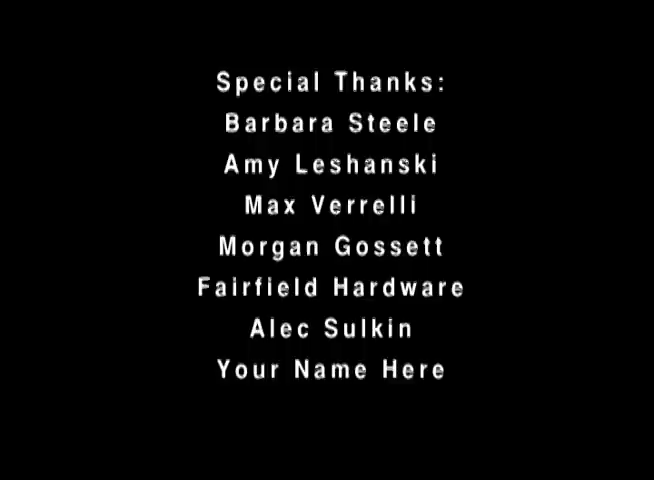 Special Thanks:
Barbara Steele
Amy Leshanski
Max Verrelli
Morgan Gossett
Fairfield Hardware
Alec Sulkin
Your Name Here